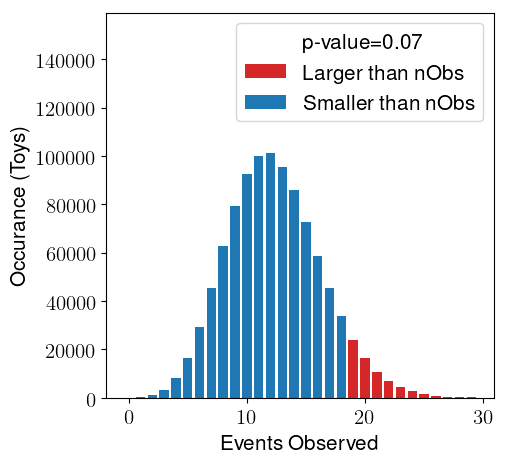 p-value=0.07
Larger than nObs
Smaller than nObs
140000
120000
100000
80000
60000
40000
20000
0
Occurance (Toys)
0 10 20 30
Events Observed